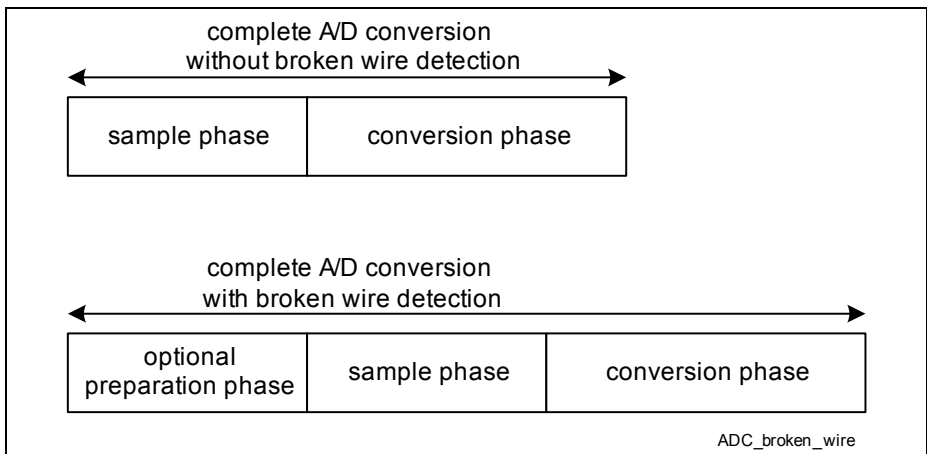 complete A/D conversion
without broken wire detection
sample phase
conversion phase
complete A/D conversion
with broken wire detection
optional
preparation phase
sample phase
conversion phase
ADC_broken_wire